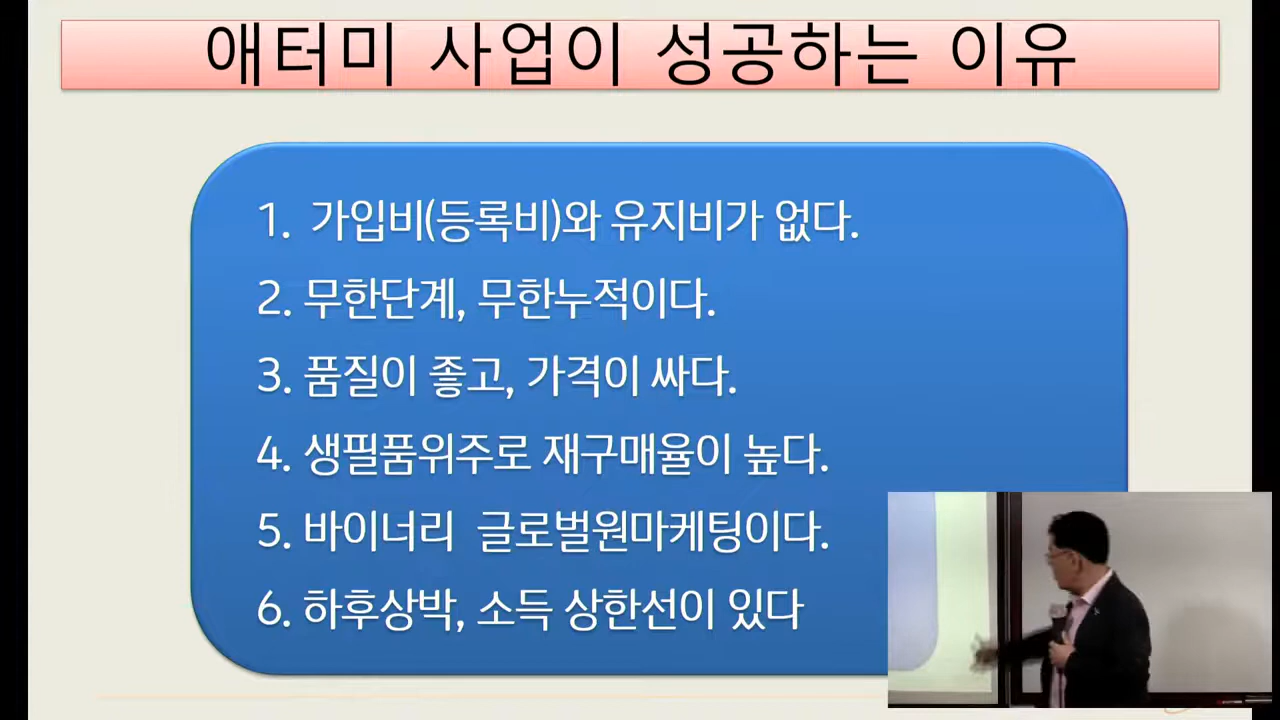 애터미 사업이 성공하는 이유
1. 가입비(등록비)와 유지비가 없다.
2. 무한단계, 무한누적이다.
3. 품질이 좋고, 가격이 싸다.
4. 생필품위주로 재구매율이 높다.
5. 바이너리 글로벌원마케팅이다.
6. 하후상박, 소득 상한선이 있다